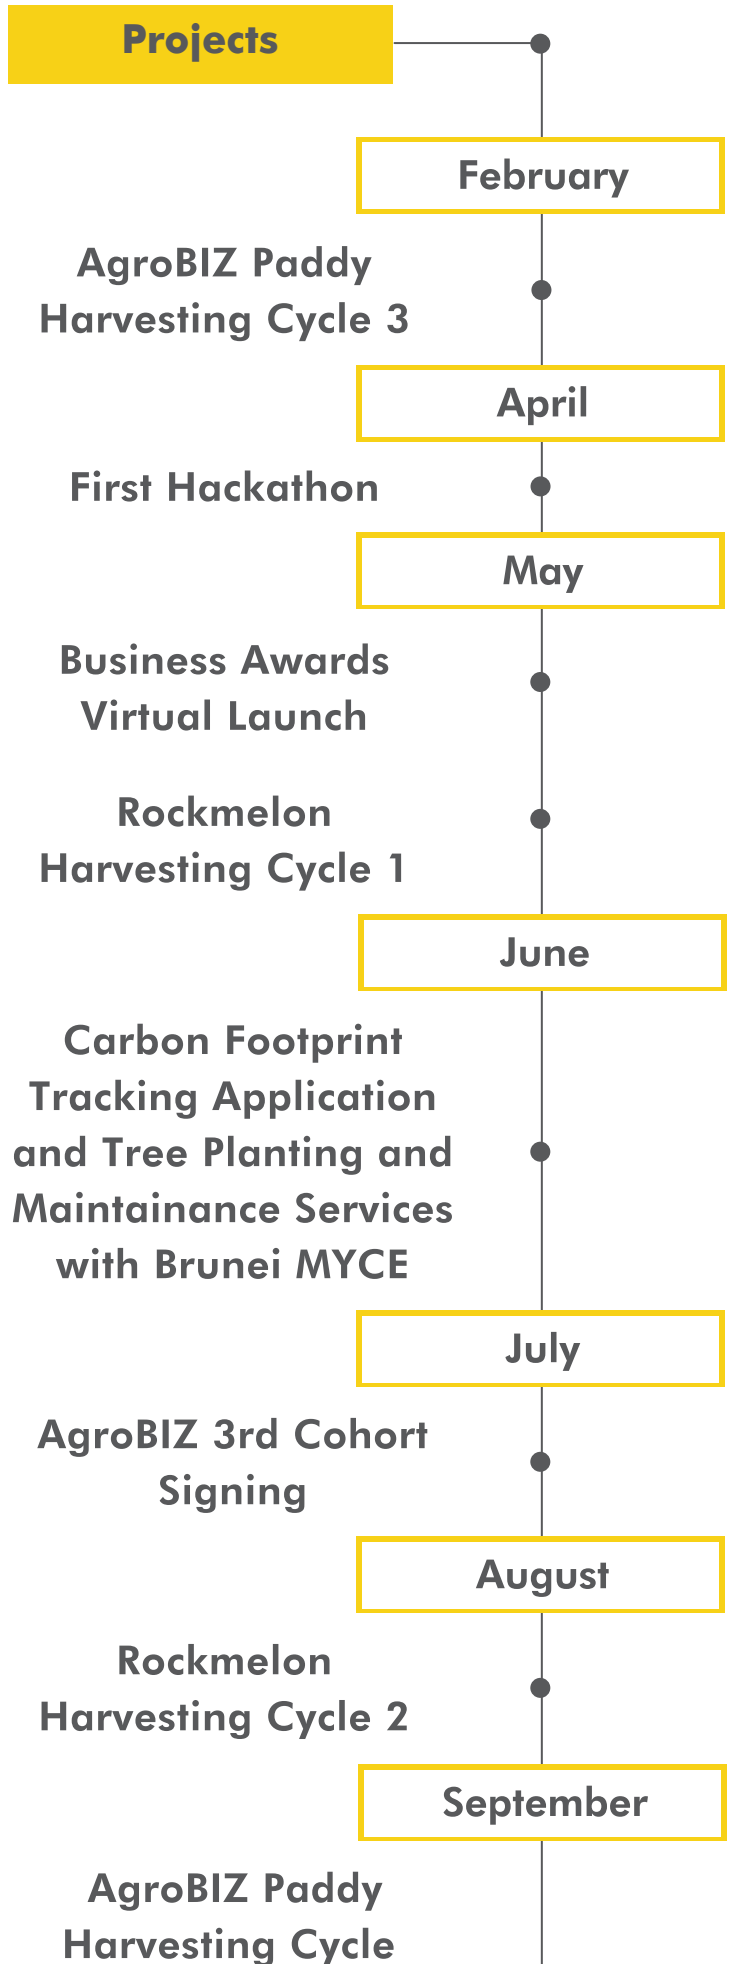 Projects
February
AgroBIZ Paddy
Harvesting Cycle 3
April
First Hackathon
May
Business Awards
Virtual Launch
Rockmelon
Harvesting Cycle 1
June
Carbon Footprint
Tracking Application
and Tree Planting and
Maintainance Services
with Brunei MYCE
July
AgroBIZ 3rd Cohort
Signing
August
Rockmelon
Harvesting Cycle 2
September
AgroBIZ Paddy
Harvesting Cycle